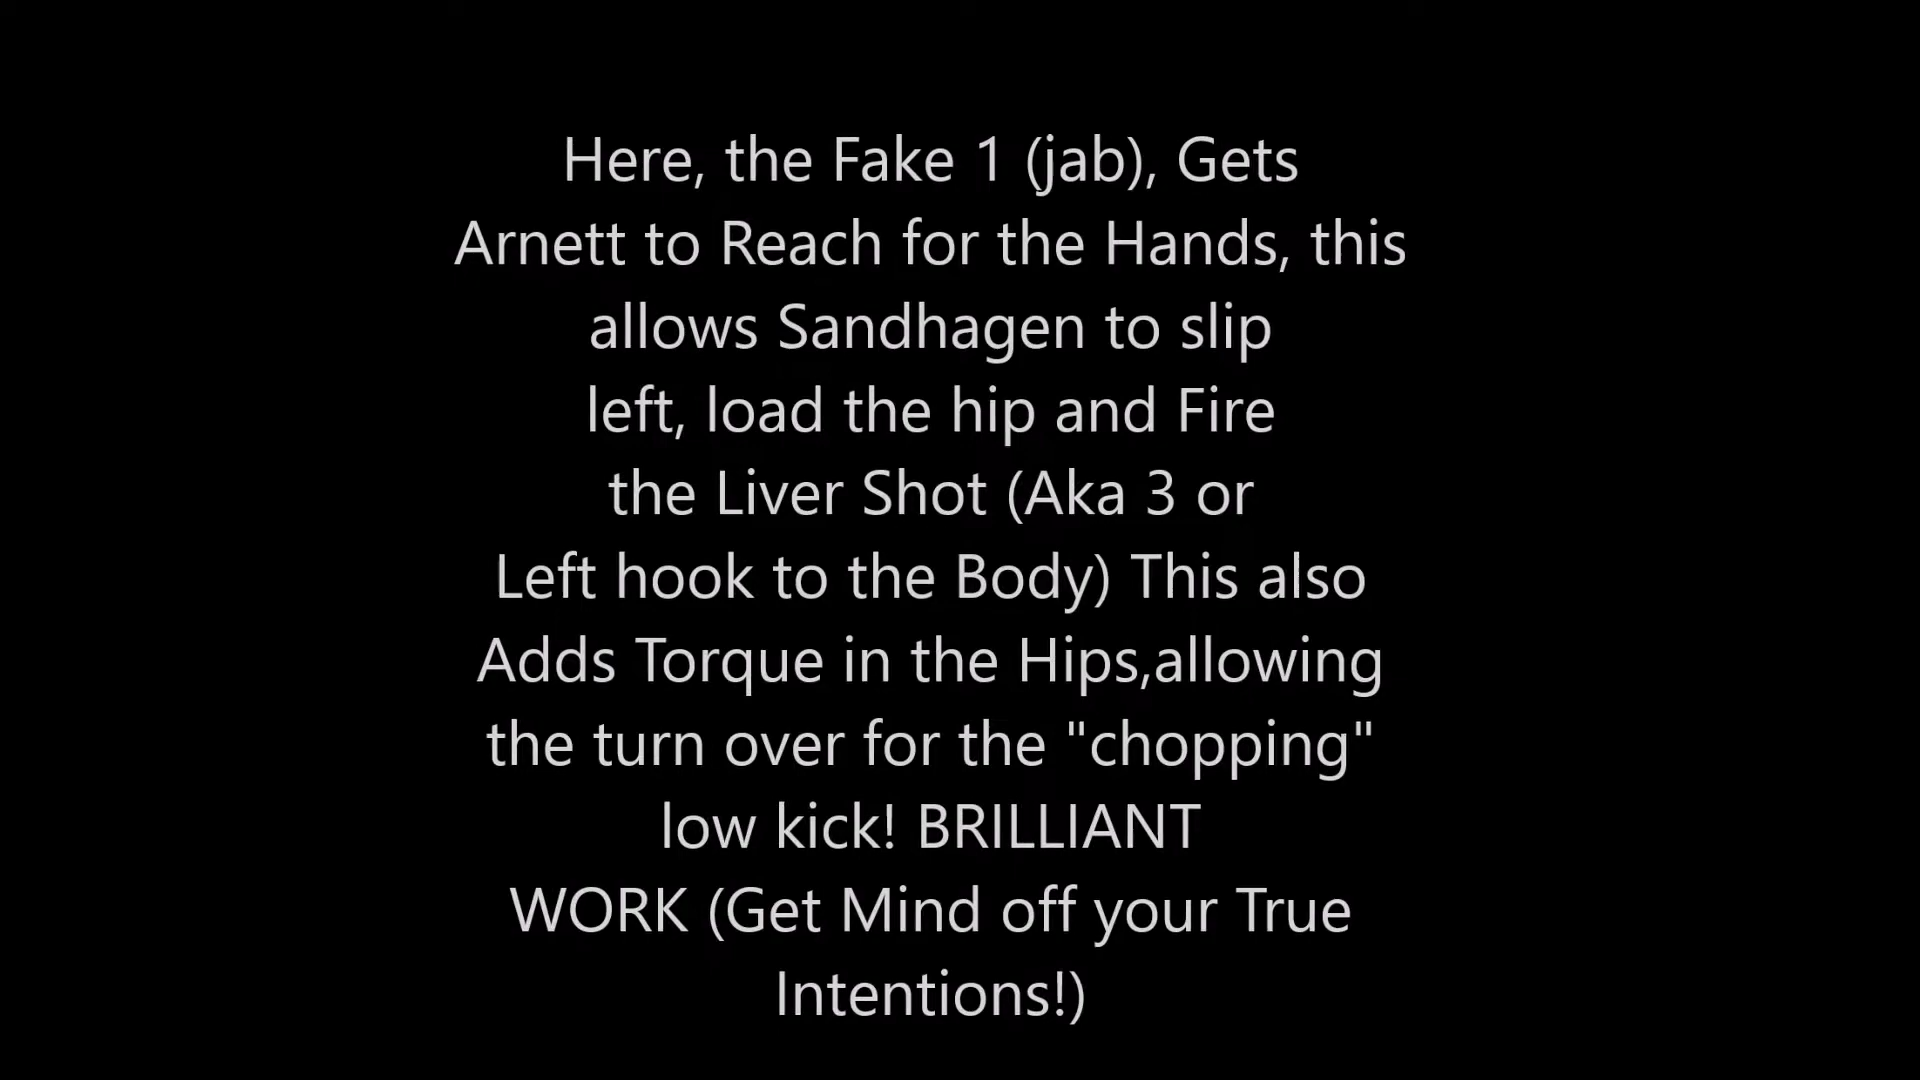 Here, the Fake 1 (jab), Gets
Arnett to Reach for the Hands, this
allows Sandhagen to slip
left, load the hip and Fire
the Liver Shot (Aka 3 or
Left hook to the Body) This also
Adds Torque in the Hips,allowing
the turn over for the "chopping"
low kick! BRILLIANT
WORK (Get Mind off your True
Intentions!)